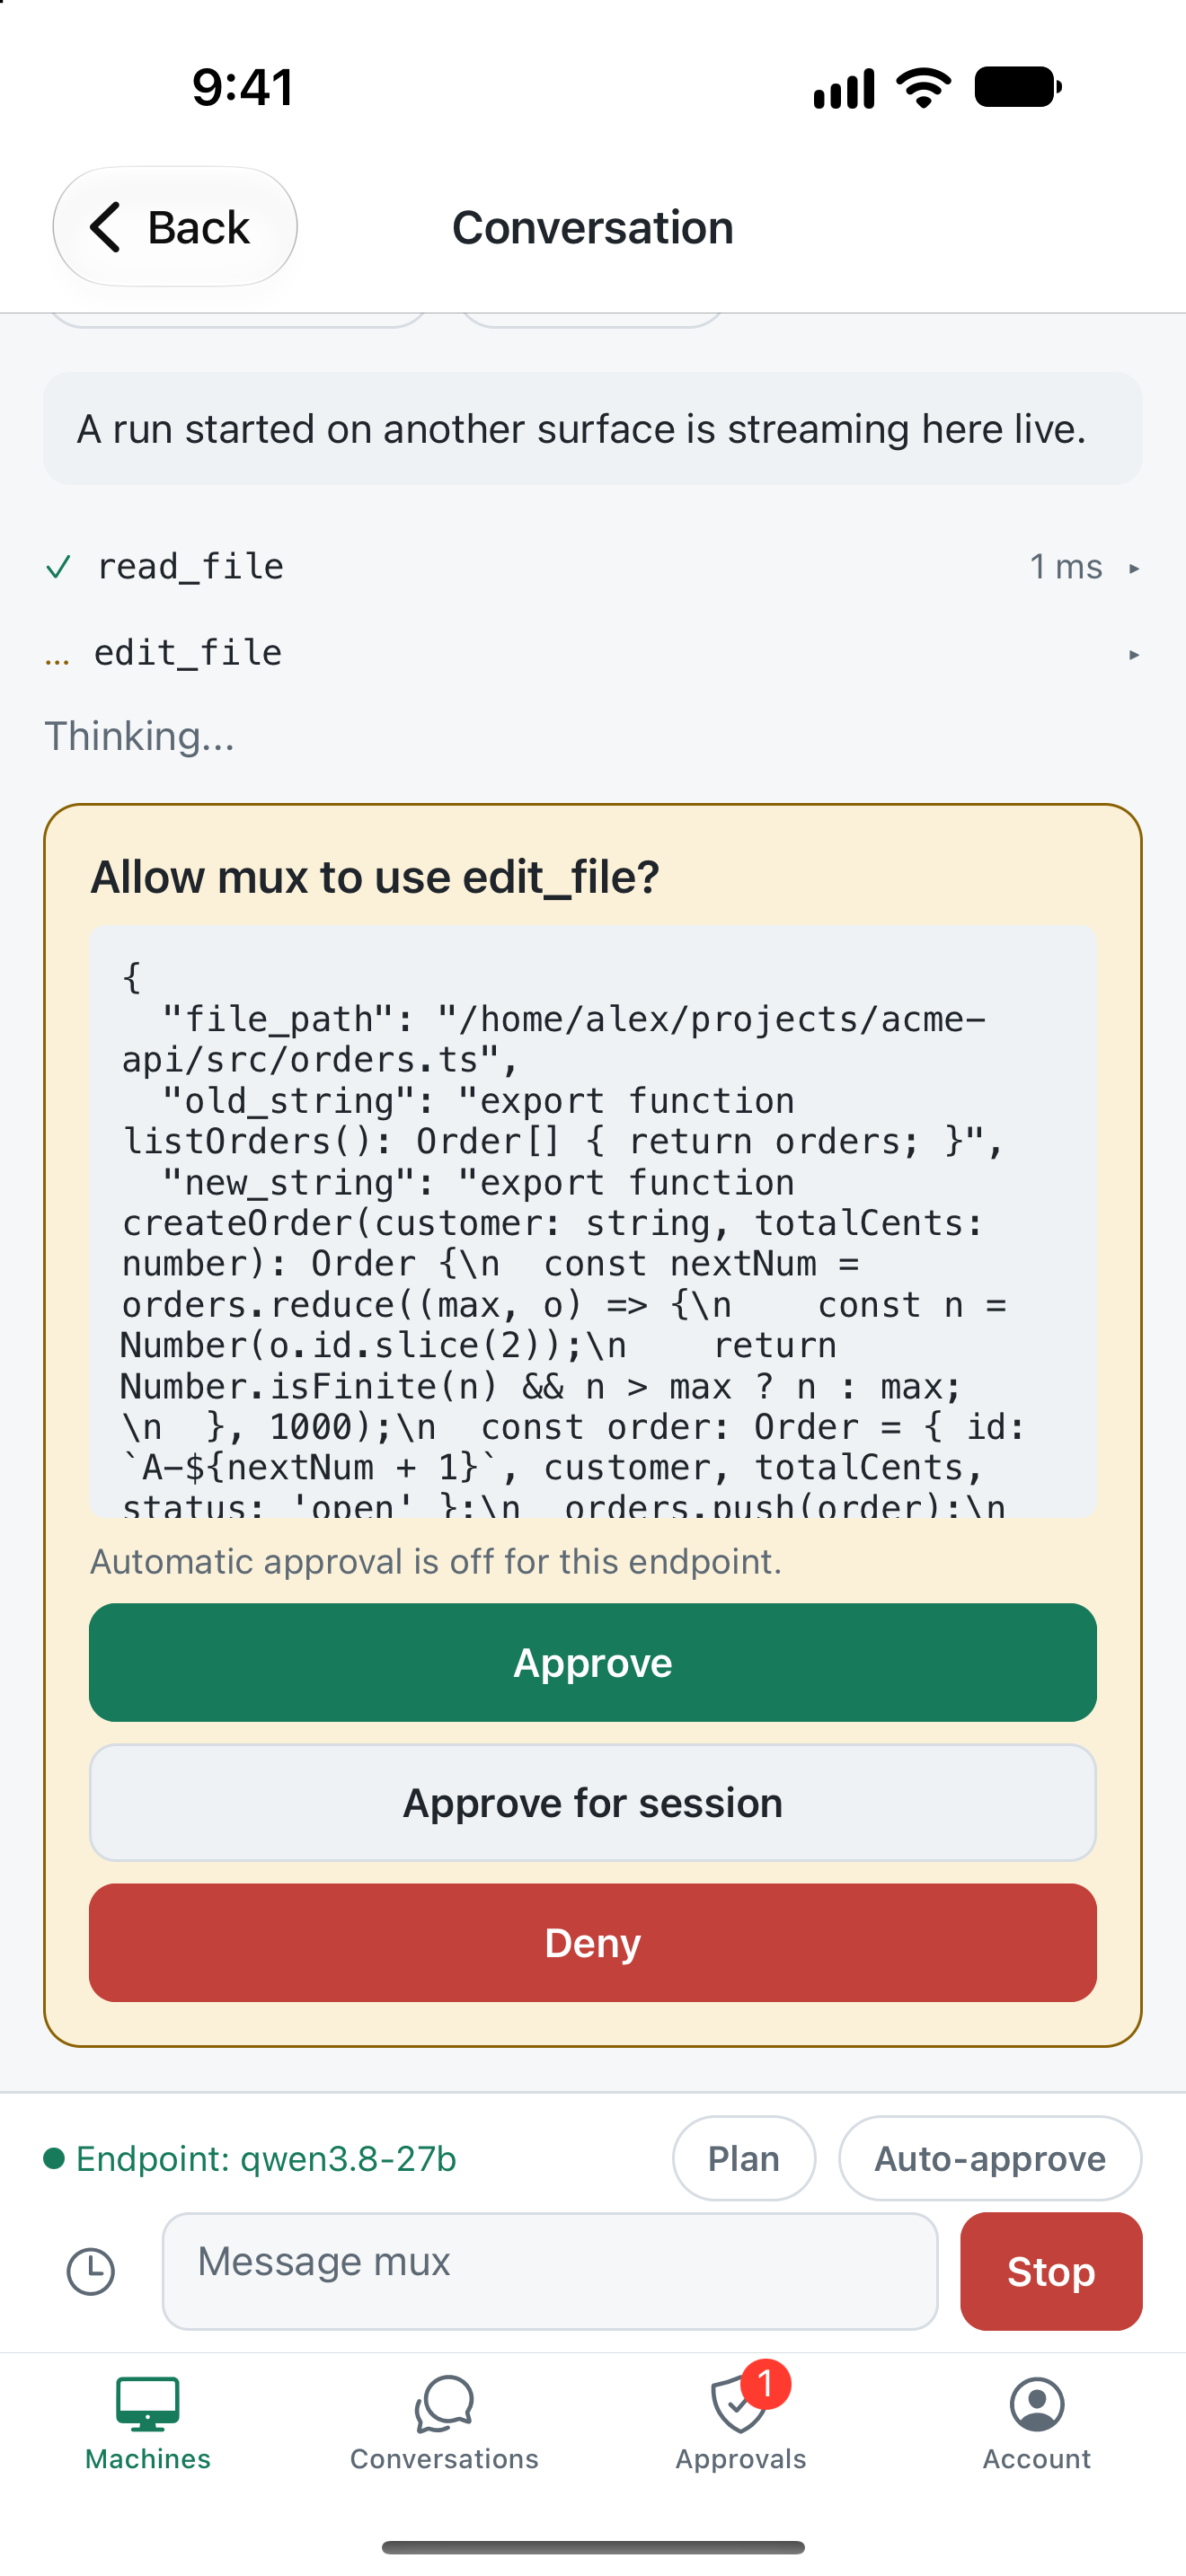 9:41
Back
Conversation
A run started on another surface is streaming here live.
✓ read_file 1 ms ▸
... edit_file ▸
Thinking...
Allow mux to use edit_file?
{
  "file_path": "/home/alex/projects/acme-
api/src/orders.ts",
  "old_string": "export function
listOrders(): Order[] { return orders; }",
  "new_string": "export function
createOrder(customer: string, totalCents:
number): Order {\n  const nextNum =
orders.reduce((max, o) => {\n    const n =
Number(o.id.slice(2));\n    return
Number.isFinite(n) && n > max ? n : max;
\n  }, 1000);\n  const order: Order = { id:
`A-${nextNum + 1}`, customer, totalCents,
status: 'open' };\n  orders.push(order);\n
Automatic approval is off for this endpoint.
Approve
Approve for session
Deny
Endpoint: qwen3.8-27b
Plan
Auto-approve
Message mux
Stop
1
Machines
Conversations
Approvals
Account